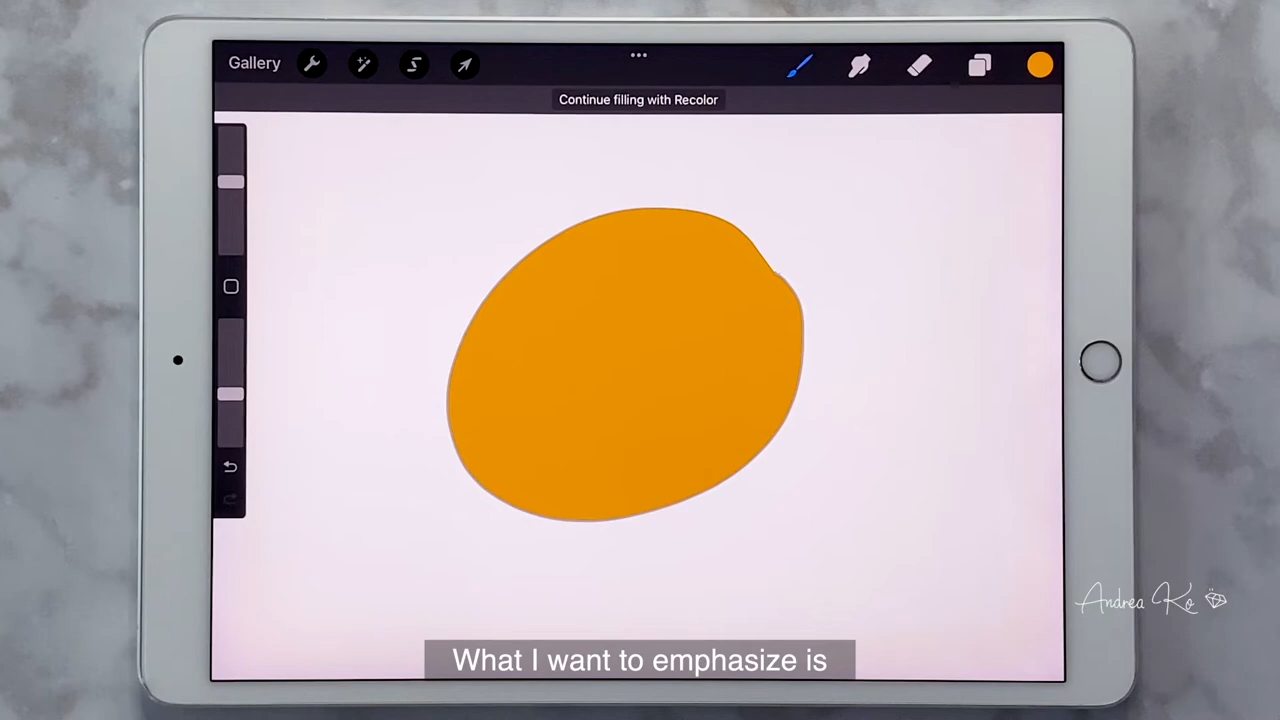 Gallery
Continue filling with Recolor
Andrea Ko
What I want to emphasize is